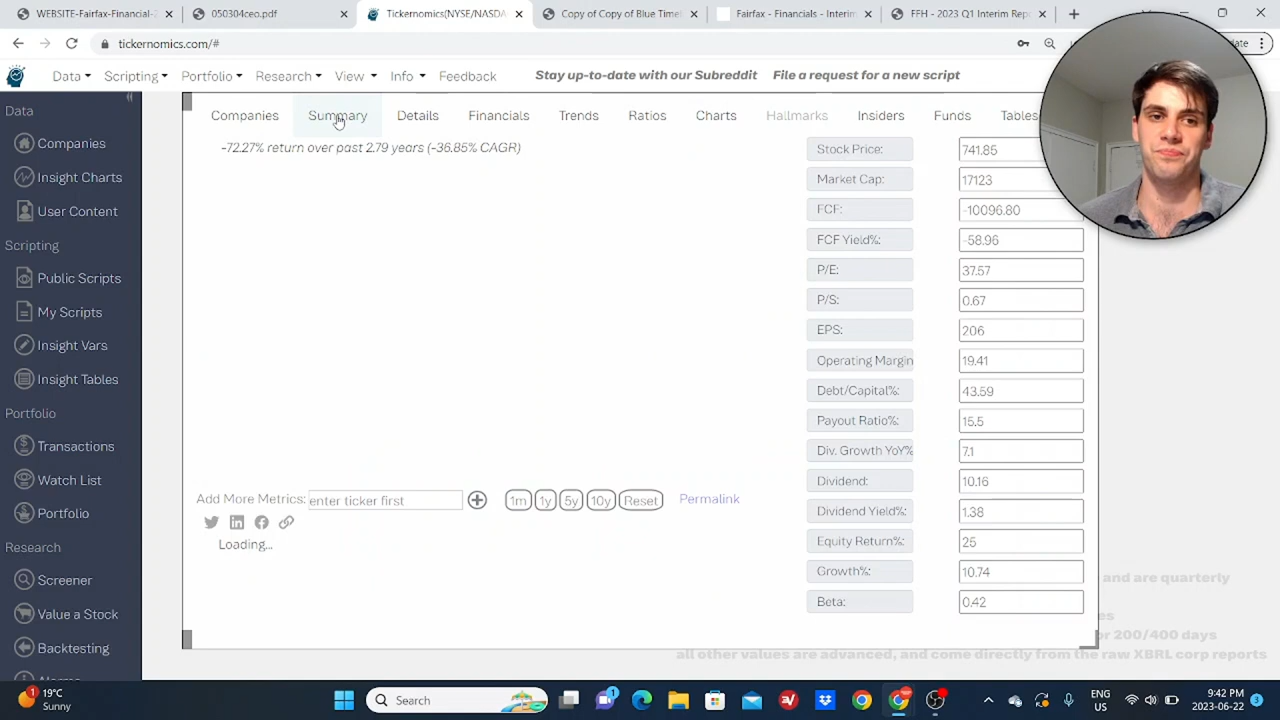 WEBSITE-Fairfax-Financial-2
050304ceo.pdf
Tickernomics(NYSE/NASDA
Copy of Copy of Blue Timel
Fairfax - Financials - Interim
FFH - 2023 Q1 Interim Rep
tickernomics.com/#
Data Scripting Portfolio Research View Info Feedback Stay up-to-date with our Subreddit File a request for a new script
Data
Companies
Insight Charts
User Content
Scripting
Public Scripts
My Scripts
Insight Vars
Insight Tables
Portfolio
Transactions
Watch List
Portfolio
Research
Screener
Value a Stock
Backtesting
Alarms
Companies Summary Details Financials Trends Ratios Charts Hallmarks Insiders Funds Tables
-72.27% return over past 2.79 years (-36.85% CAGR)
Stock Price: 741.85
Market Cap: 17123
FCF: -10096.80
FCF Yield%: -58.96
P/E: 37.57
P/S: 0.67
EPS: 206
Operating Margin 19.41
Debt/Capital%: 43.59
Payout Ratio%: 15.5
Div. Growth YoY% 7.1
Dividend: 10.16
Dividend Yield%: 1.38
Equity Return%: 25
Growth%: 10.74
Beta: 0.42
Add More Metrics: enter ticker first 1m 1y 5y 10y Reset Permalink
Loading...
and are quarterly
es
or 200/400 days
all other values are advanced, and come directly from the raw XBRL corp reports
1
19°C
Sunny
Search
1
ENG
US
9:42 PM
2023-06-22
3